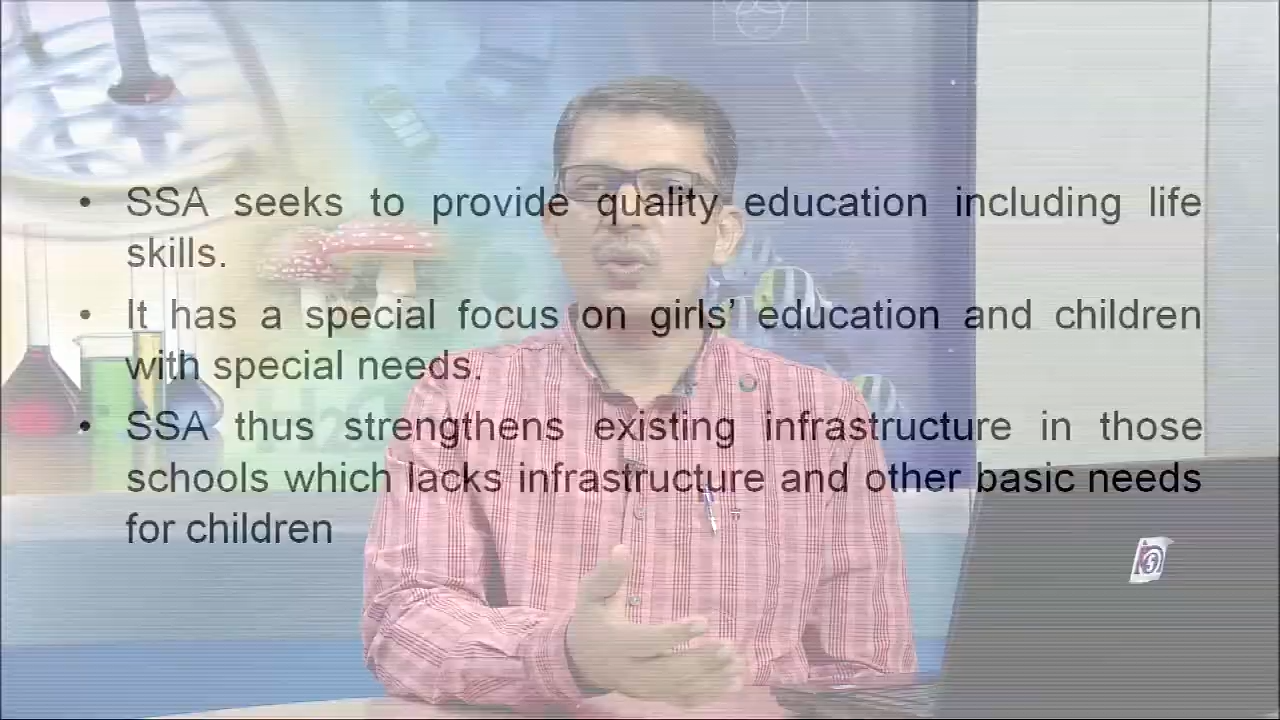 • SSA seeks to provide quality education including life
skills.
• It has a special focus on girls’ education and children
with special needs.
• SSA thus strengthens existing infrastructure in those
schools which lacks infrastructure and other basic needs
for children